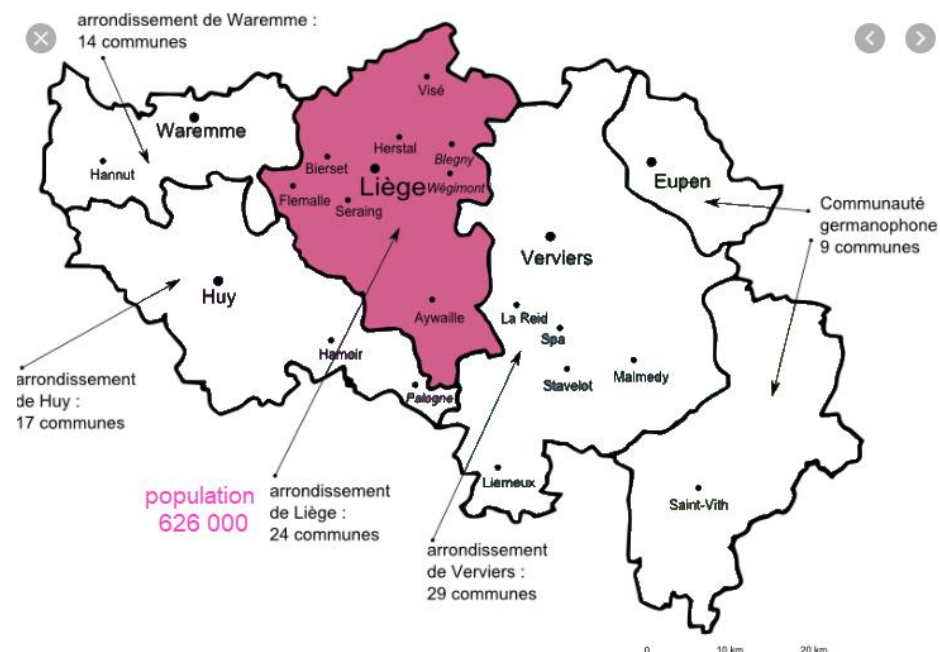 arrondissement de Waremme :
14 communes
Visé
Waremme
Herstal
Bierset
Blegny
Hannut
Liège
Wégimont
Eupen
Flemalle
Seraing
Communauté
germanophone
9 communes
Verviers
Huy
Aywaille
La Reid
Spa
Hamoir
Stavelot
Malmedy
Palogne
arrondissement
de Huy :
17 communes
Lierneux
Saint-Vith
population
626 000
arrondissement
de Liège :
24 communes
arrondissement
de Verviers :
29 communes
0 10 km 20 km